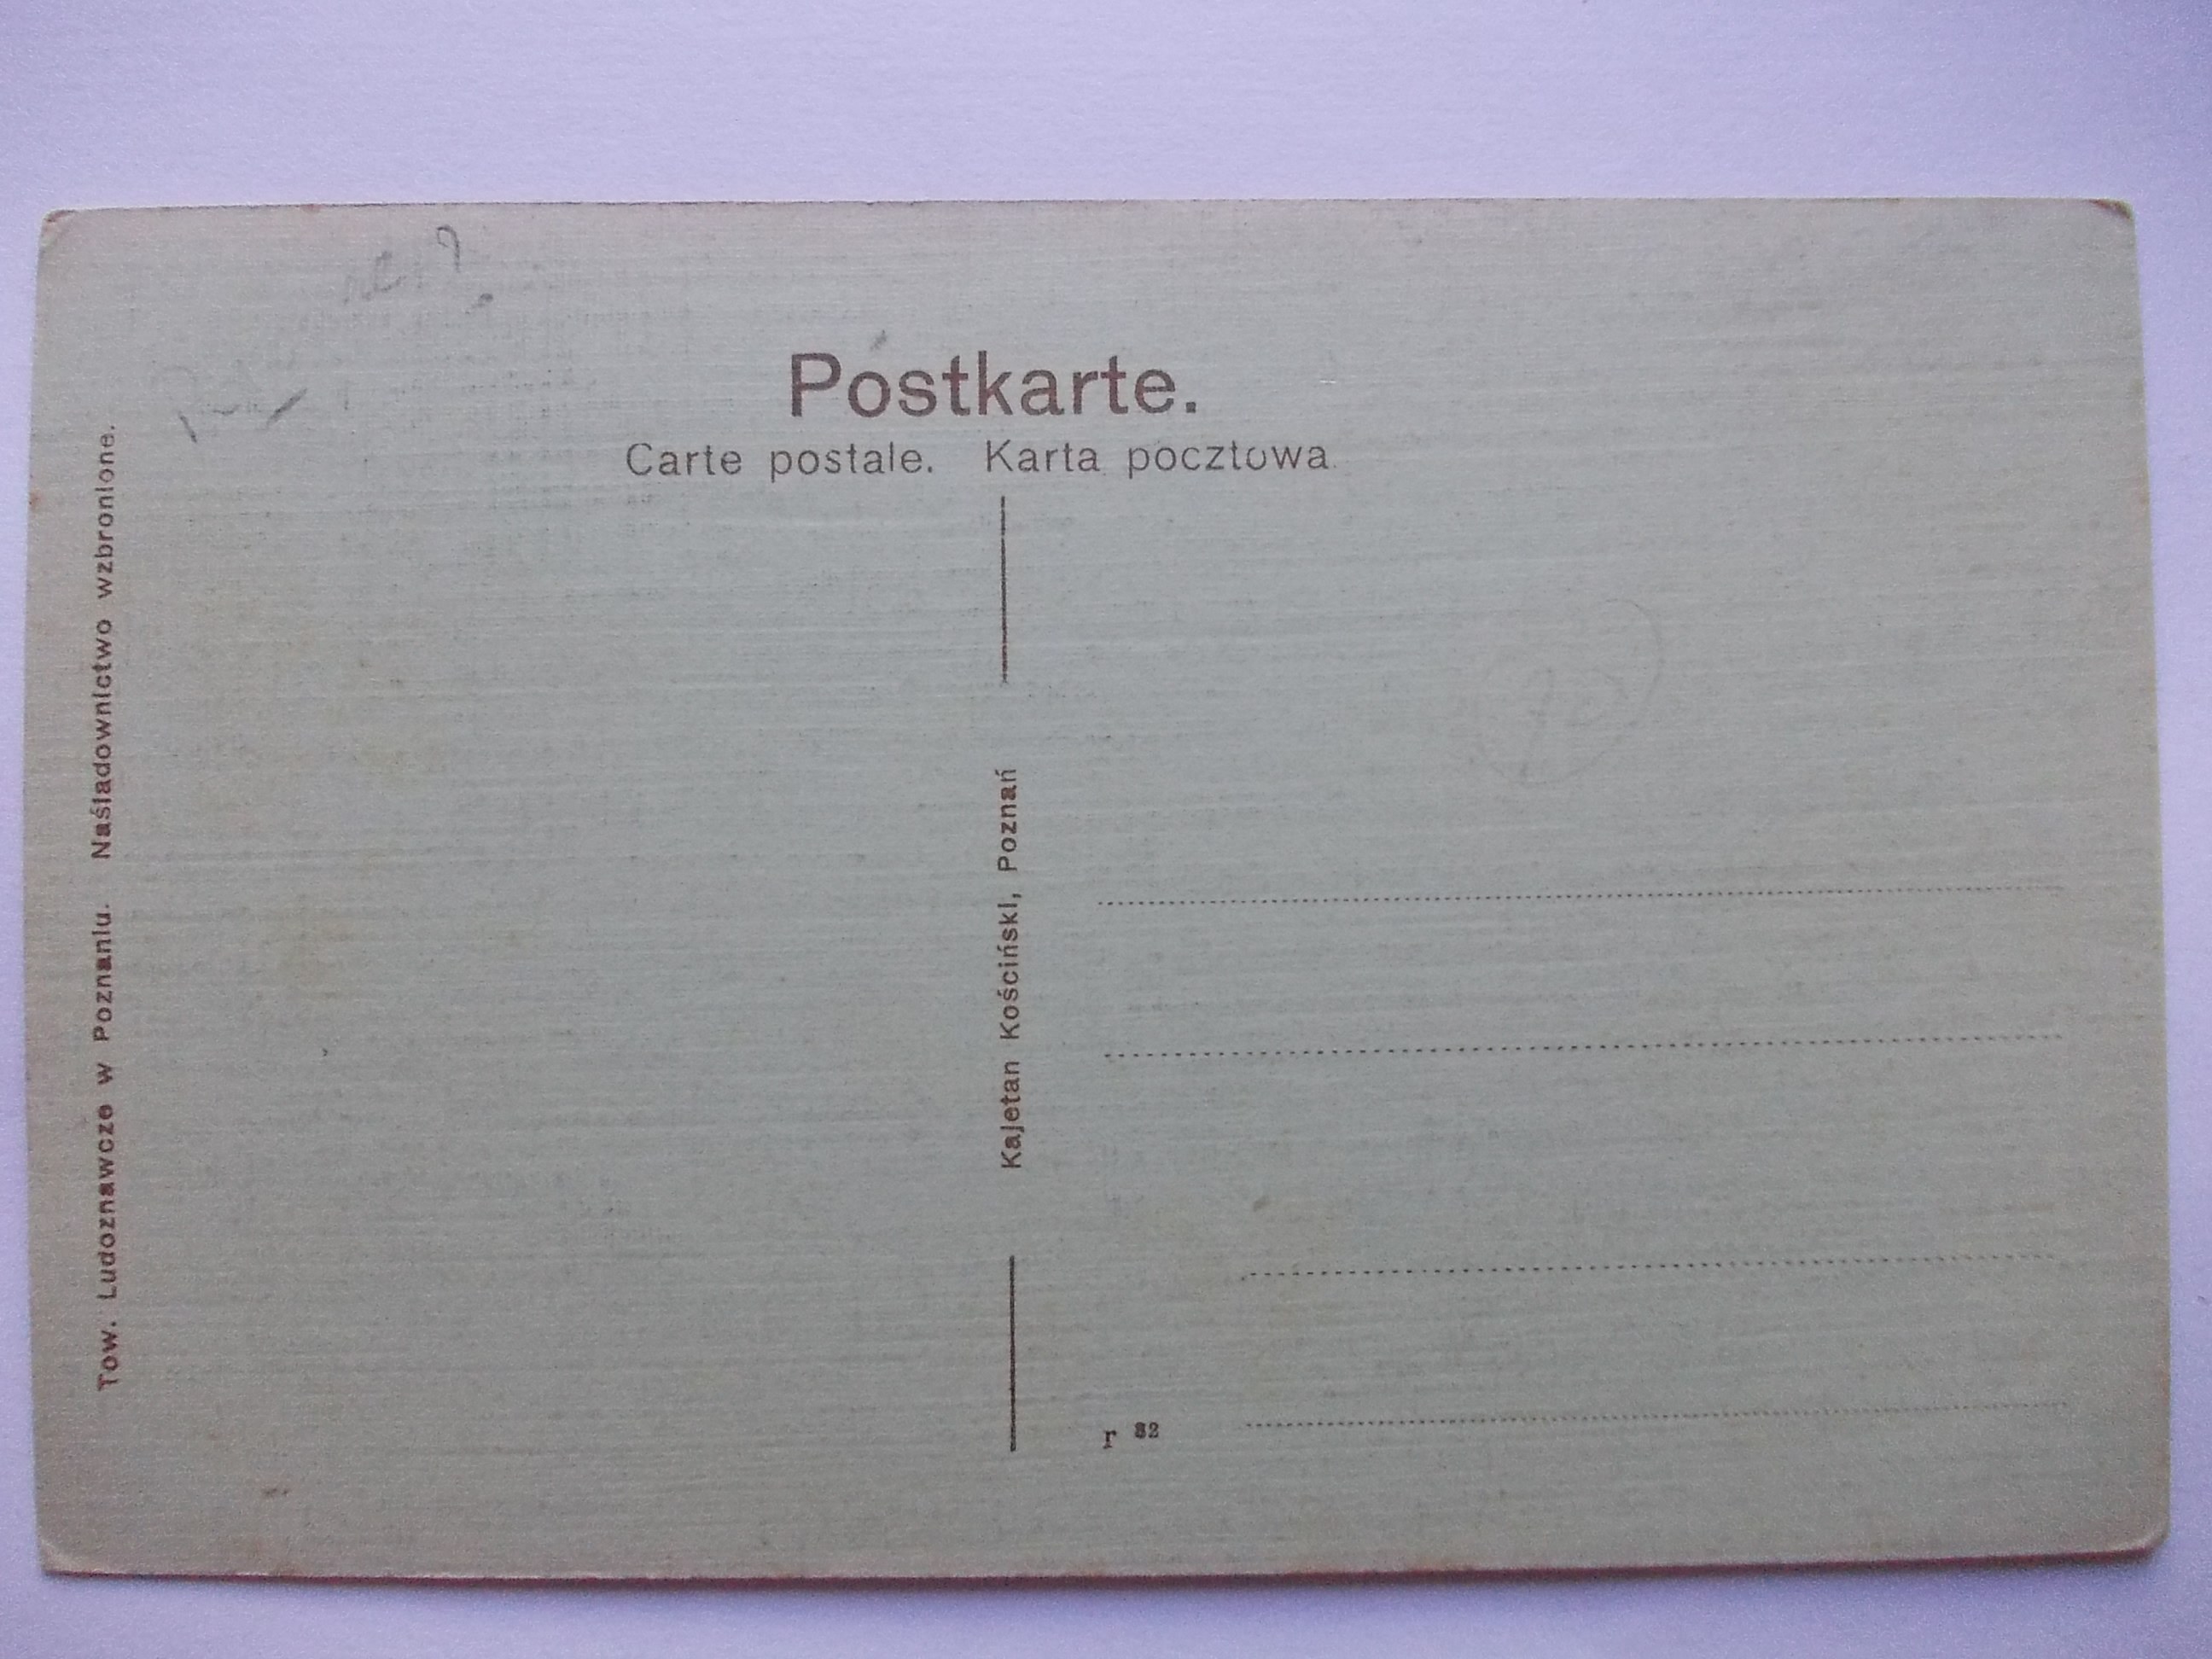 Postkarte.
Carte postale. Karta pocztowa.
Tow. Ludoznawcze w Poznaniu. Naśladownictwo wzbronione.
Kajetan Kościński, Poznań
r 82